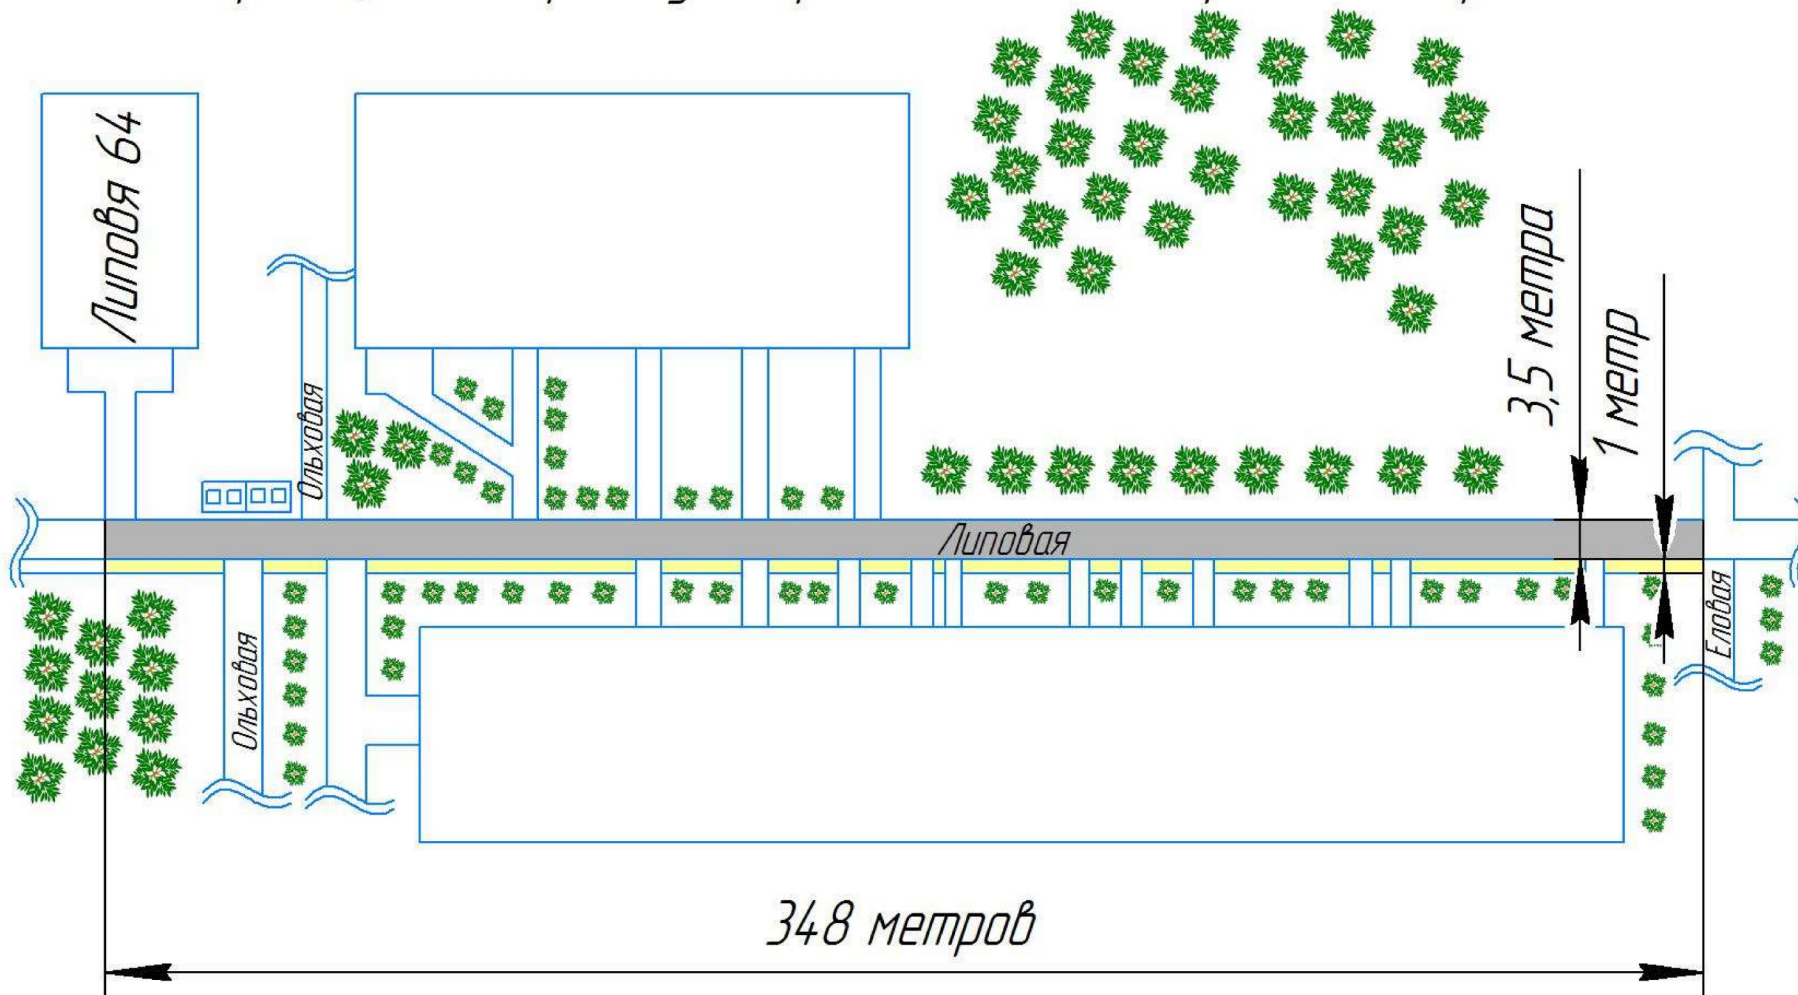 Липовя 64
Ольховая
3,5 метра
1 метр
Липовая
Ольховая
Еловая
348 метров